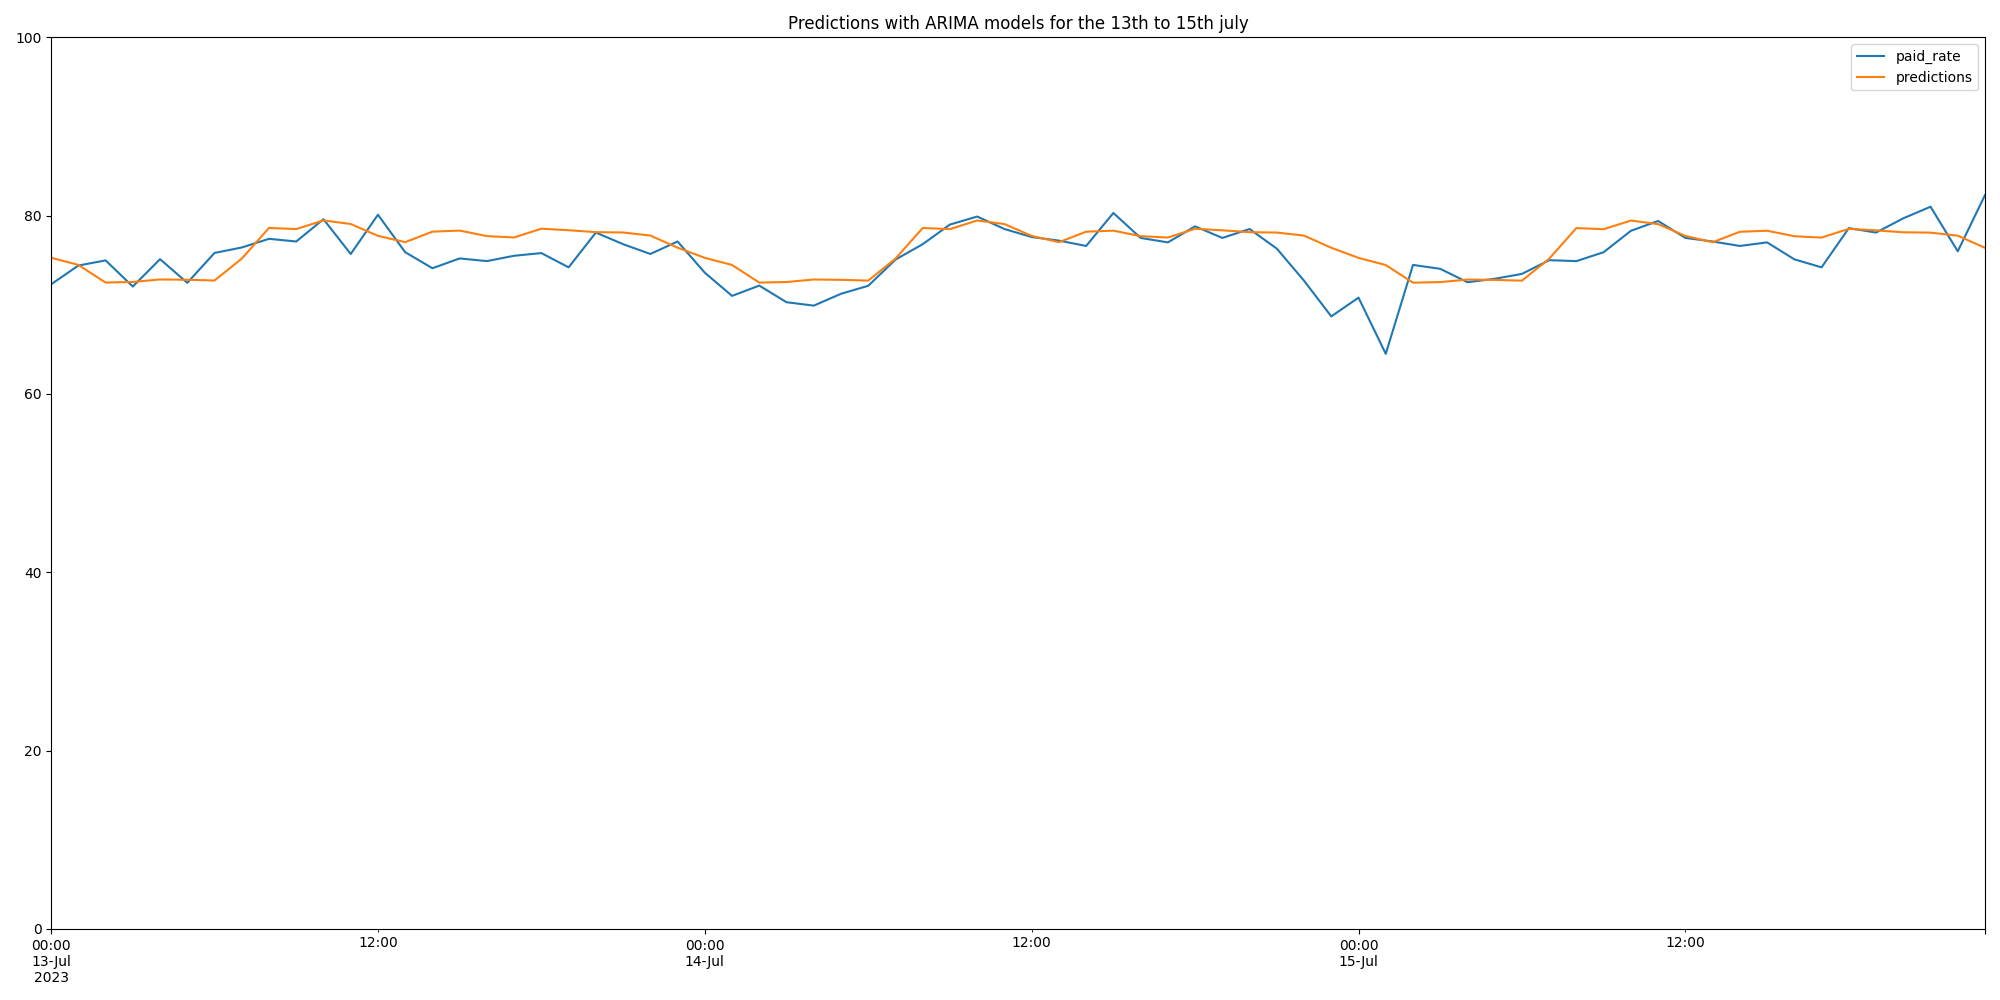 Predictions with ARIMA models for the 13th to 15th july
100
80
60
40
20
0
paid_rate
predictions
00:00
13-Jul
2023
12:00
00:00
14-Jul
12:00
00:00
15-Jul
12:00